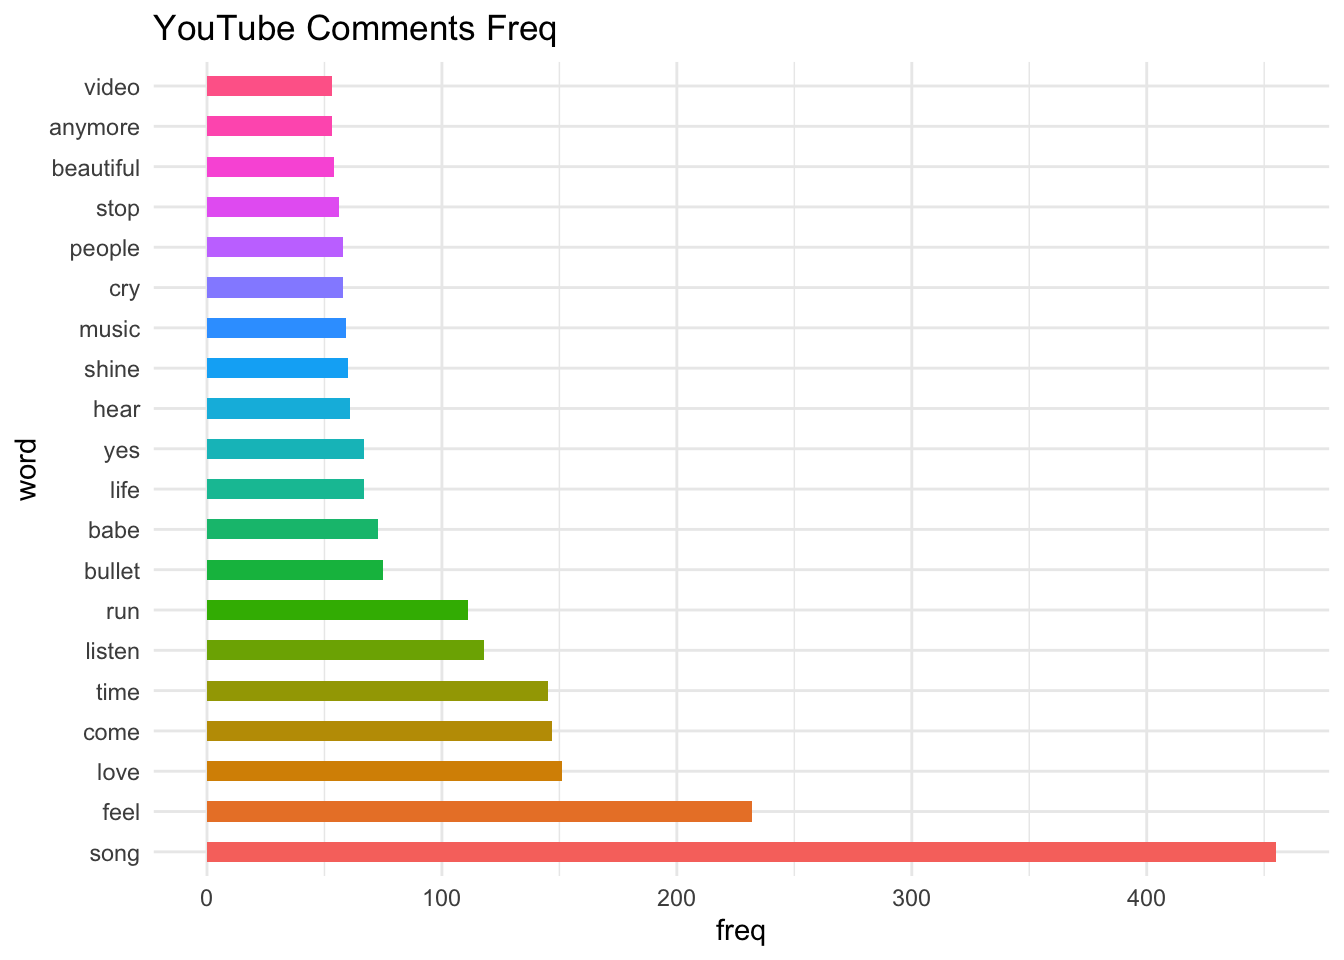 YouTube Comments Freq
word
video
anymore
beautiful
stop
people
cry
music
shine
hear
yes
life
babe
bullet
run
listen
time
come
love
feel
song
0 100 200 300 400
freq